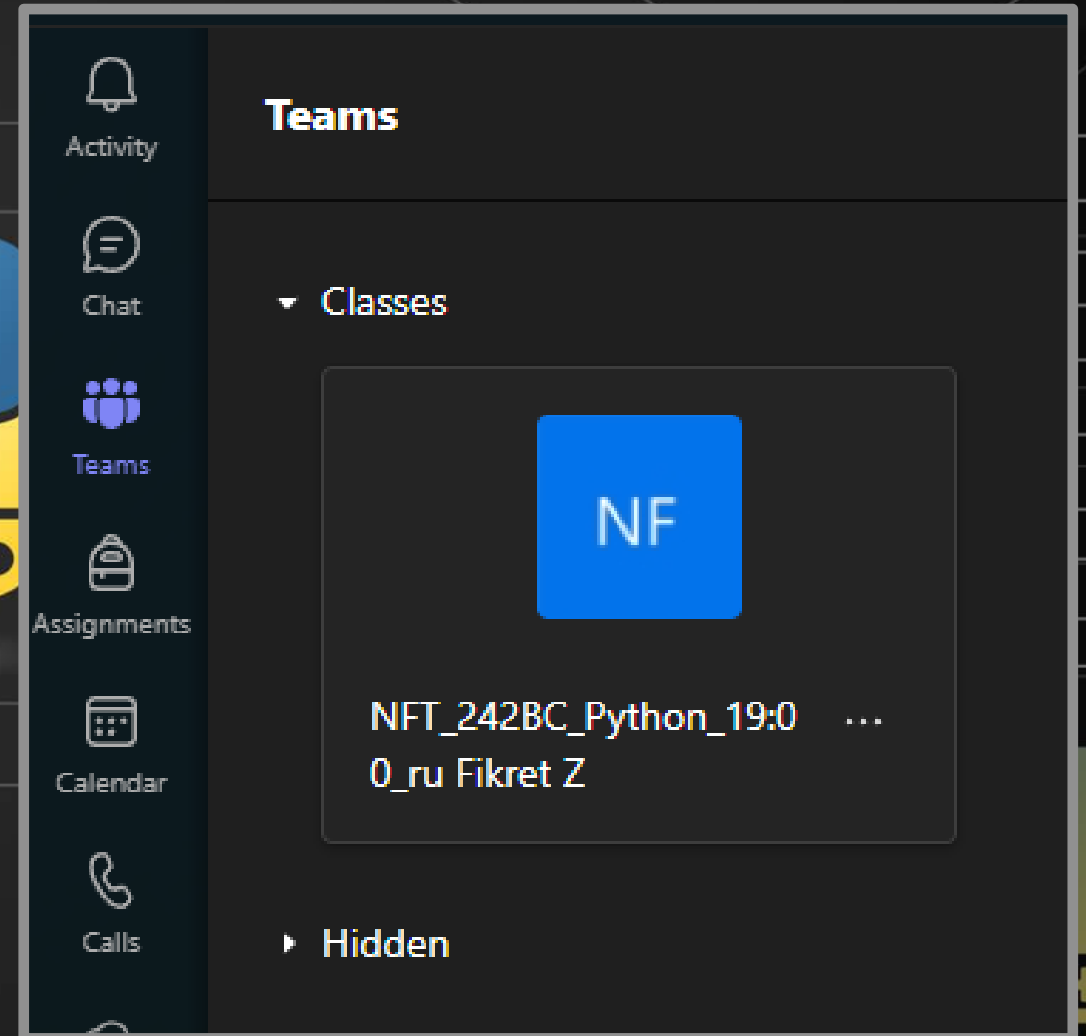 Activity
Chat
Teams
Assignments
Calendar
Calls
Teams
Classes
NF
NFT_242BC_Python_19:0
0_ru Fikret Z
...
Hidden